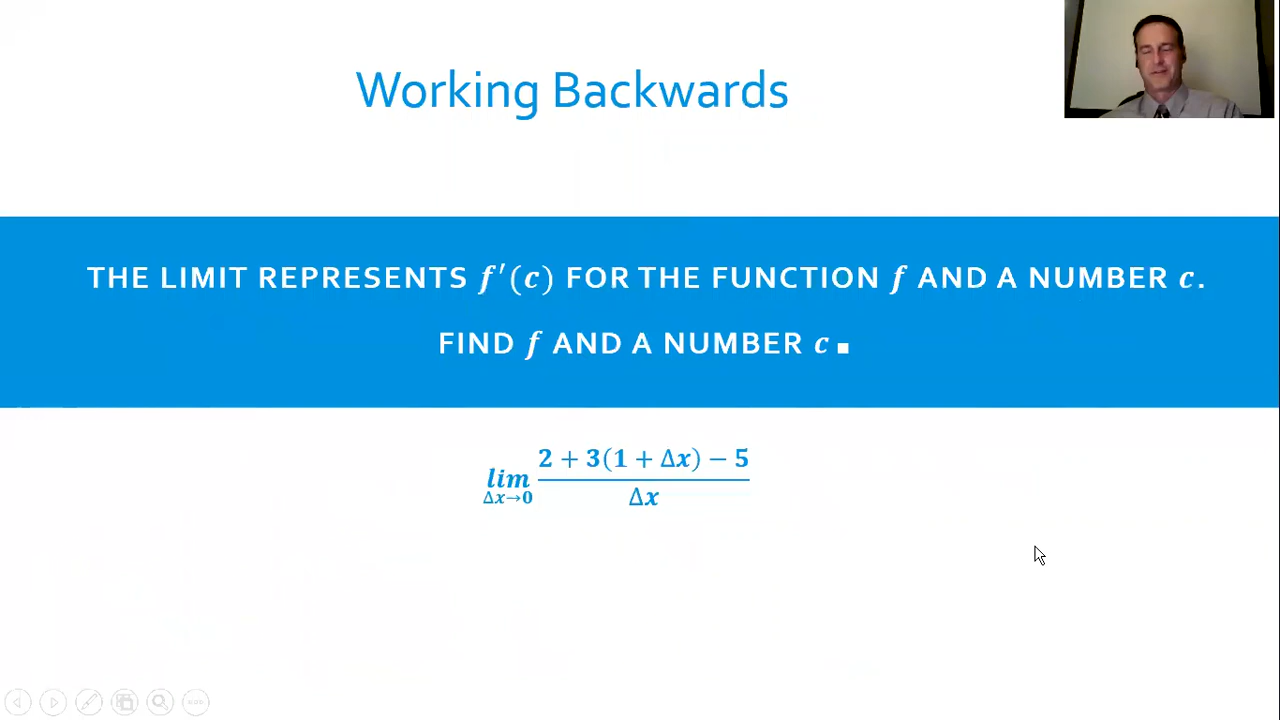 Working Backwards
THE LIMIT REPRESENTS f′(c) FOR THE FUNCTION f AND A NUMBER c.
FIND f AND A NUMBER c ■
lim Δx→0 (2 + 3(1 + Δx) − 5) / Δx